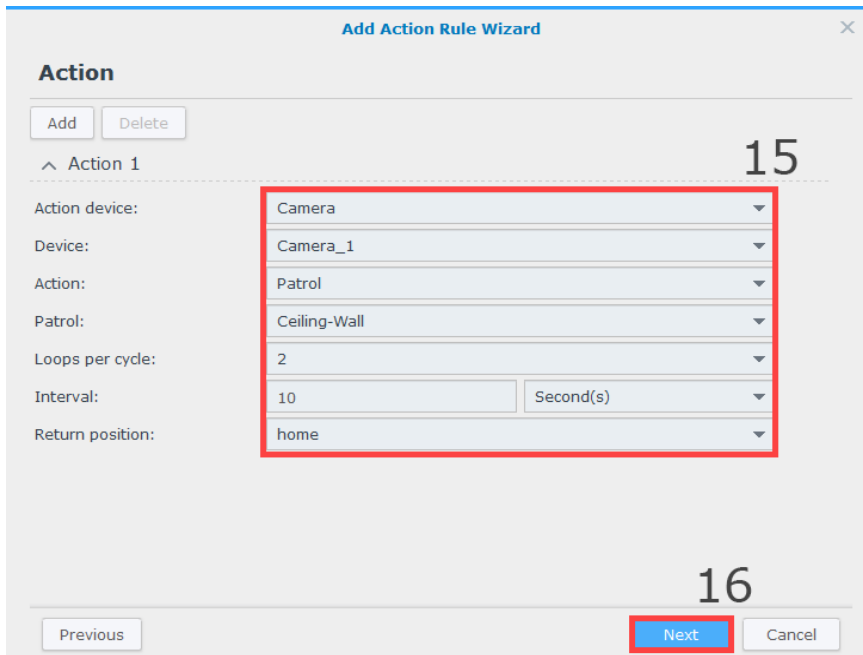 Add Action Rule Wizard
Action
Add Delete
15
Action 1
Action device: Camera
Device: Camera_1
Action: Patrol
Patrol: Ceiling-Wall
Loops per cycle: 2
Interval: 10 Second(s)
Return position: home
16
Previous Next Cancel